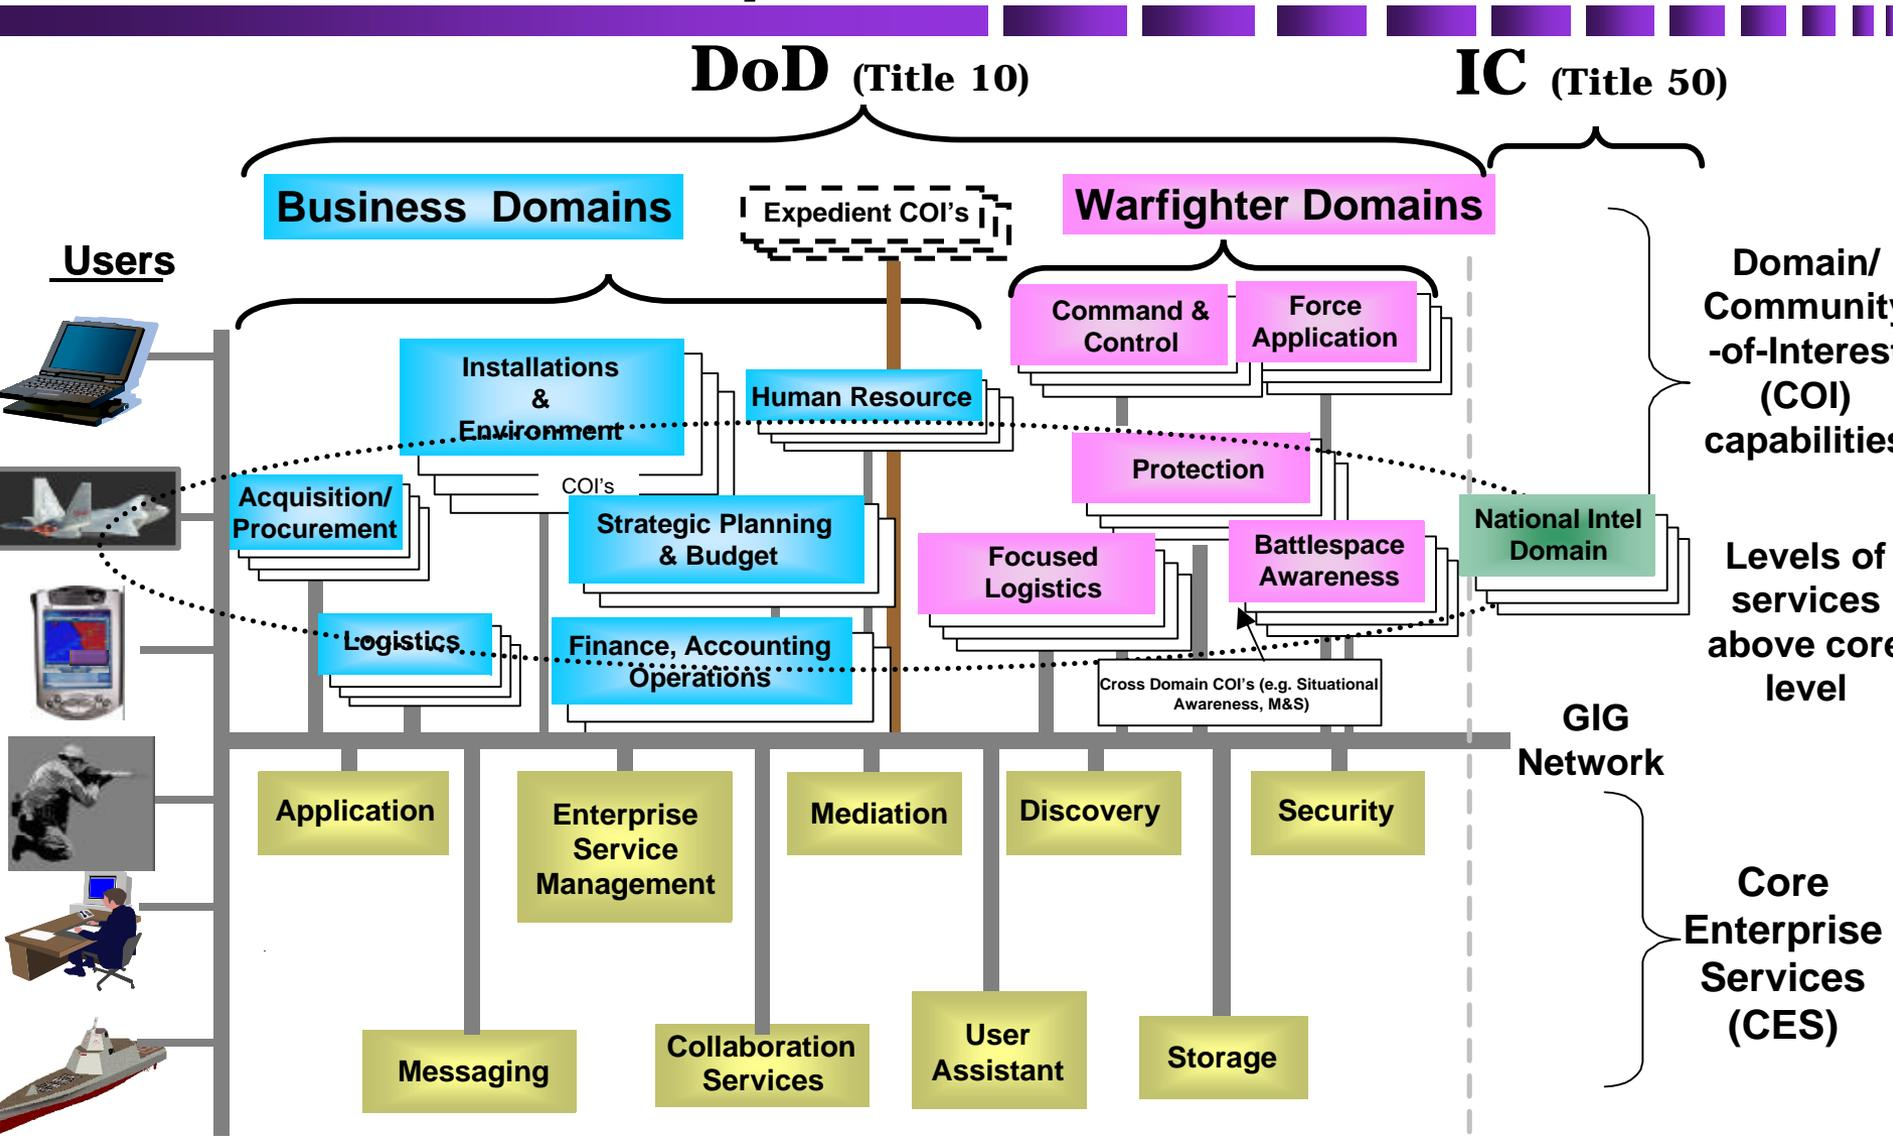 DoD (Title 10)
IC (Title 50)
Business Domains
Expedient COI's
Warfighter Domains
Users
Domain/
Community
-of-Interest
(COI)
capabilities
Command &
Control
Force
Application
Installations
&
Environment
Human Resource
Protection
COI's
Acquisition/
Procurement
Strategic Planning
& Budget
Focused
Logistics
Battlespace
Awareness
National Intel
Domain
Levels of
services
above core
level
Logistics
Finance, Accounting
Operations
Cross Domain COI's (e.g. Situational
Awareness, M&S)
GIG
Network
Application
Enterprise
Service
Management
Mediation
Discovery
Security
Core
Enterprise
Services
(CES)
Messaging
Collaboration
Services
User
Assistant
Storage